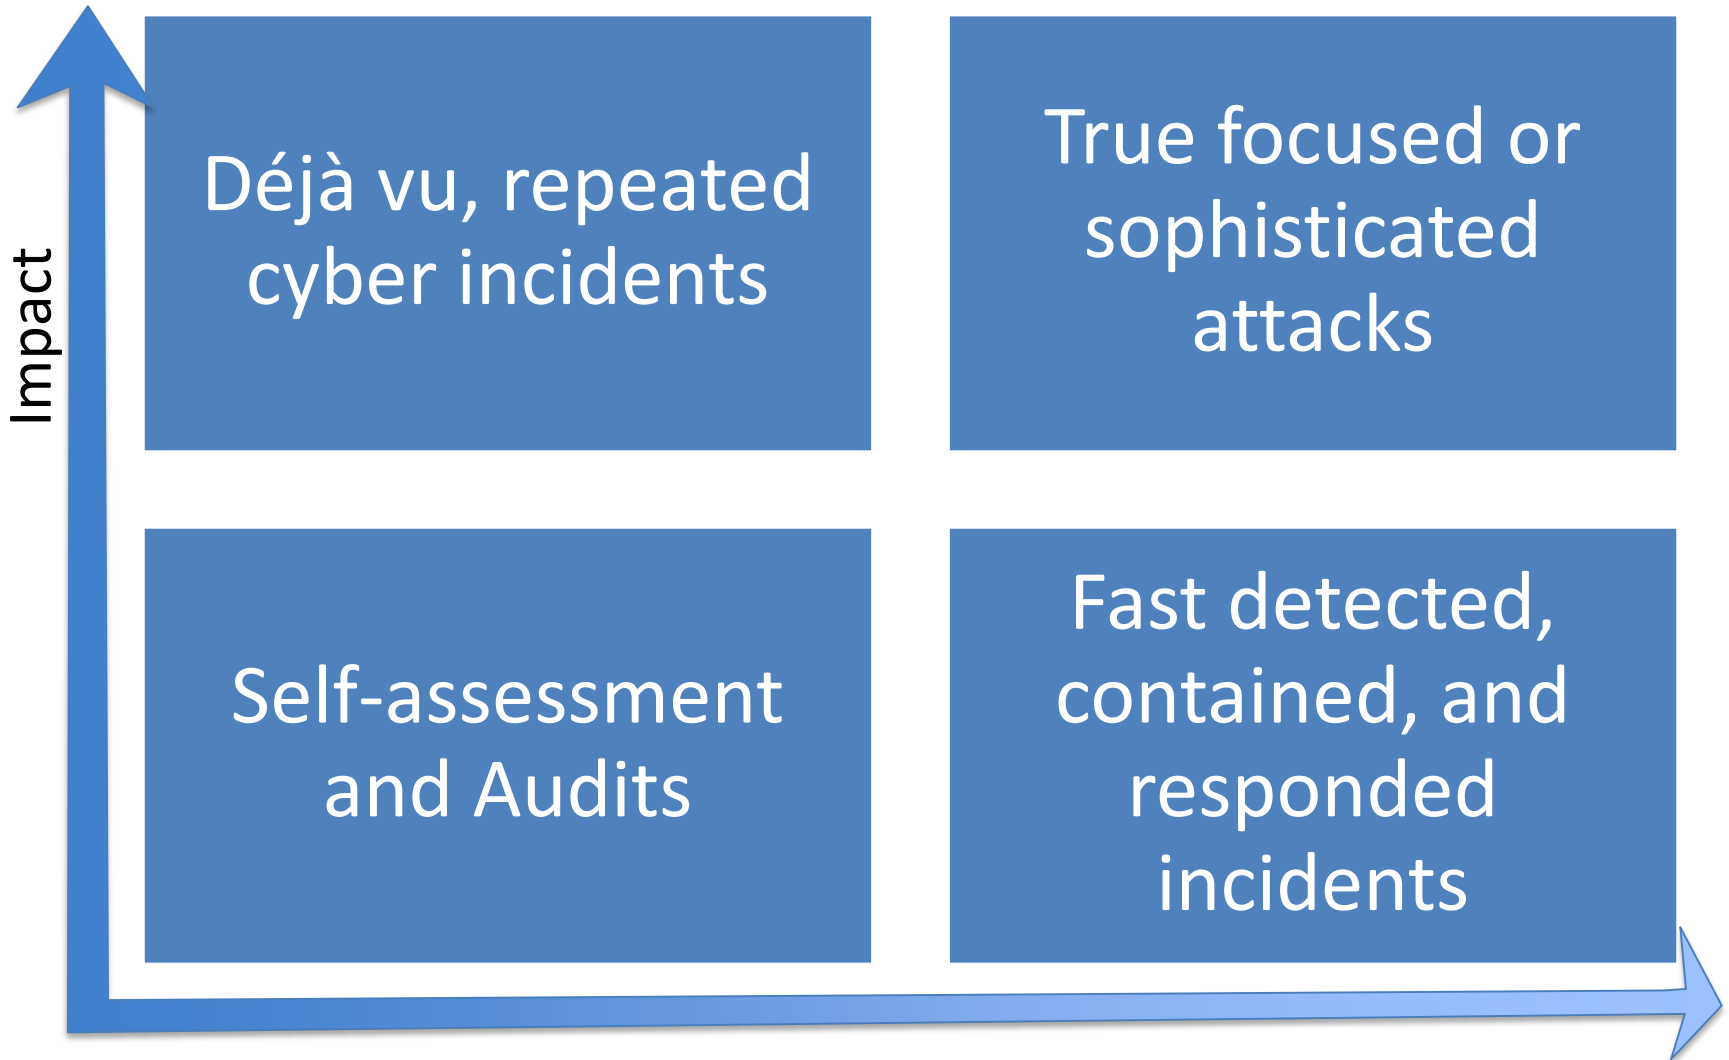 Impact
Déjà vu, repeated
cyber incidents
True focused or
sophisticated
attacks
Self-assessment
and Audits
Fast detected,
contained, and
responded
incidents